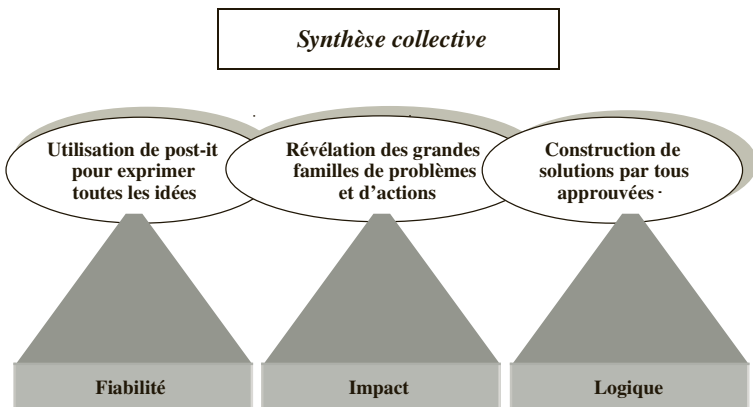 Synthèse collective
Utilisation de post-it
pour exprimer
toutes les idées
Révélation des grandes
familles de problèmes
et d'actions
Construction de
solutions par tous
approuvées
Fiabilité
Impact
Logique